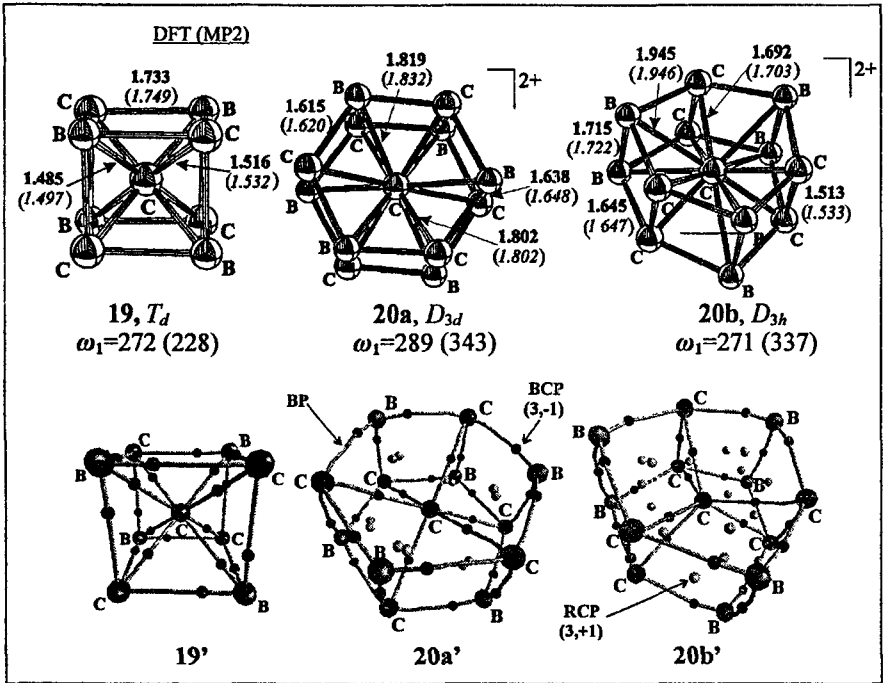 DFT (MP2)
1.733
(1.749)
C
B
B
C
1.485
(1.497)
1.516
(1.532)
C
B
C
C
B
19, Td
ω1=272 (228)
1.819
(1.832)
]2+
B
C
1.615
(1.620)
C
B
C
B
B
C
C
1.638
(1.648)
B
C
1.802
(1.802)
C
B
20a, D3d
ω1=289 (343)
1.945
(1.946)
1.692
(1.703)
]2+
C
B
B
1.715
(1.722)
C
B
B
C
C
C
1.645
(1647)
1.513
(1.533)
B
C
C
B
20b, D3h
ω1=271 (337)
C
B
B
C
C
B
C
C
B
19'
BP
BCP
(3,-1)
B
C
C
C
B
B
C
C
B
B
C
C
B
20a'
C
B
B
C
B
B
C
C
C
C
C
B
B
RCP
(3,+1)
20b'